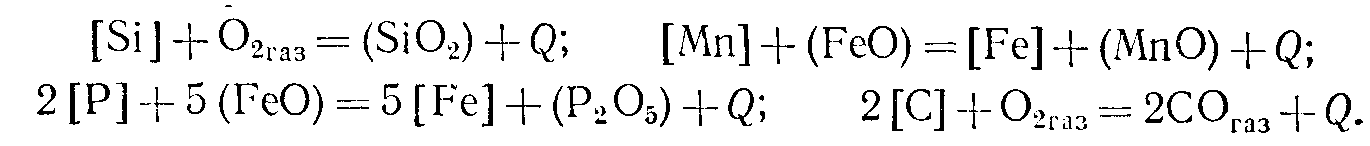 [Si] + O₂газ = (SiO₂) + Q; [Mn] + (FeO) = [Fe] + (MnO) + Q;
2 [P] + 5 (FeO) = 5 [Fe] + (P₂O₅) + Q; 2 [C] + O₂газ = 2COгаз + Q.